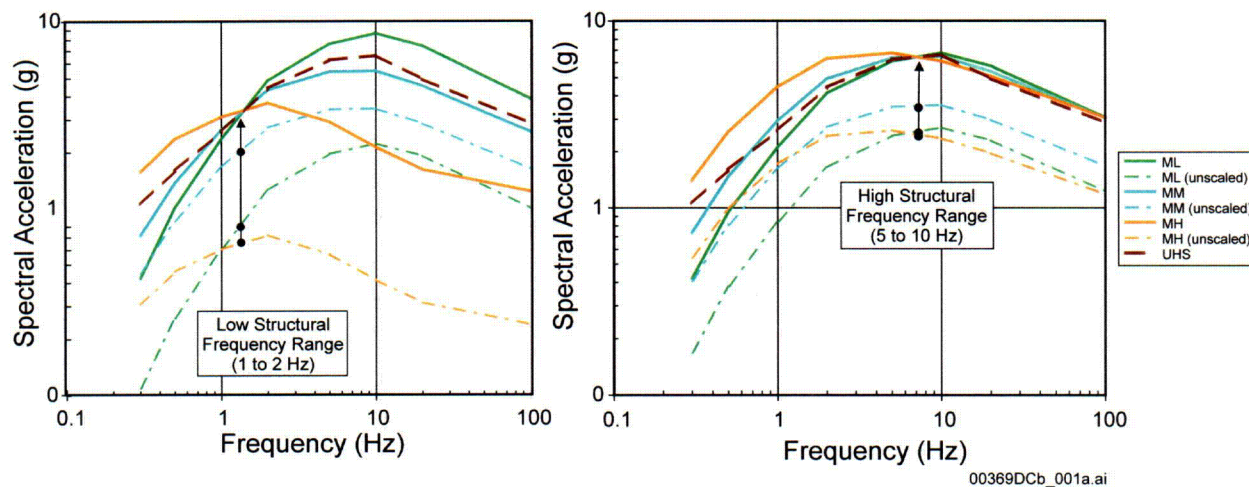 Spectral Acceleration (g)
10
1
0
Low Structural
Frequency Range
(1 to 2 Hz)
0.1
1
10
100
Frequency (Hz)
Spectral Acceleration (g)
10
1
0
High Structural
Frequency Range
(5 to 10 Hz)
0.1
1
10
100
Frequency (Hz)
ML
ML (unscaled)
MM
MM (unscaled)
MH
MH (unscaled)
UHS
00369DCb_001a.ai